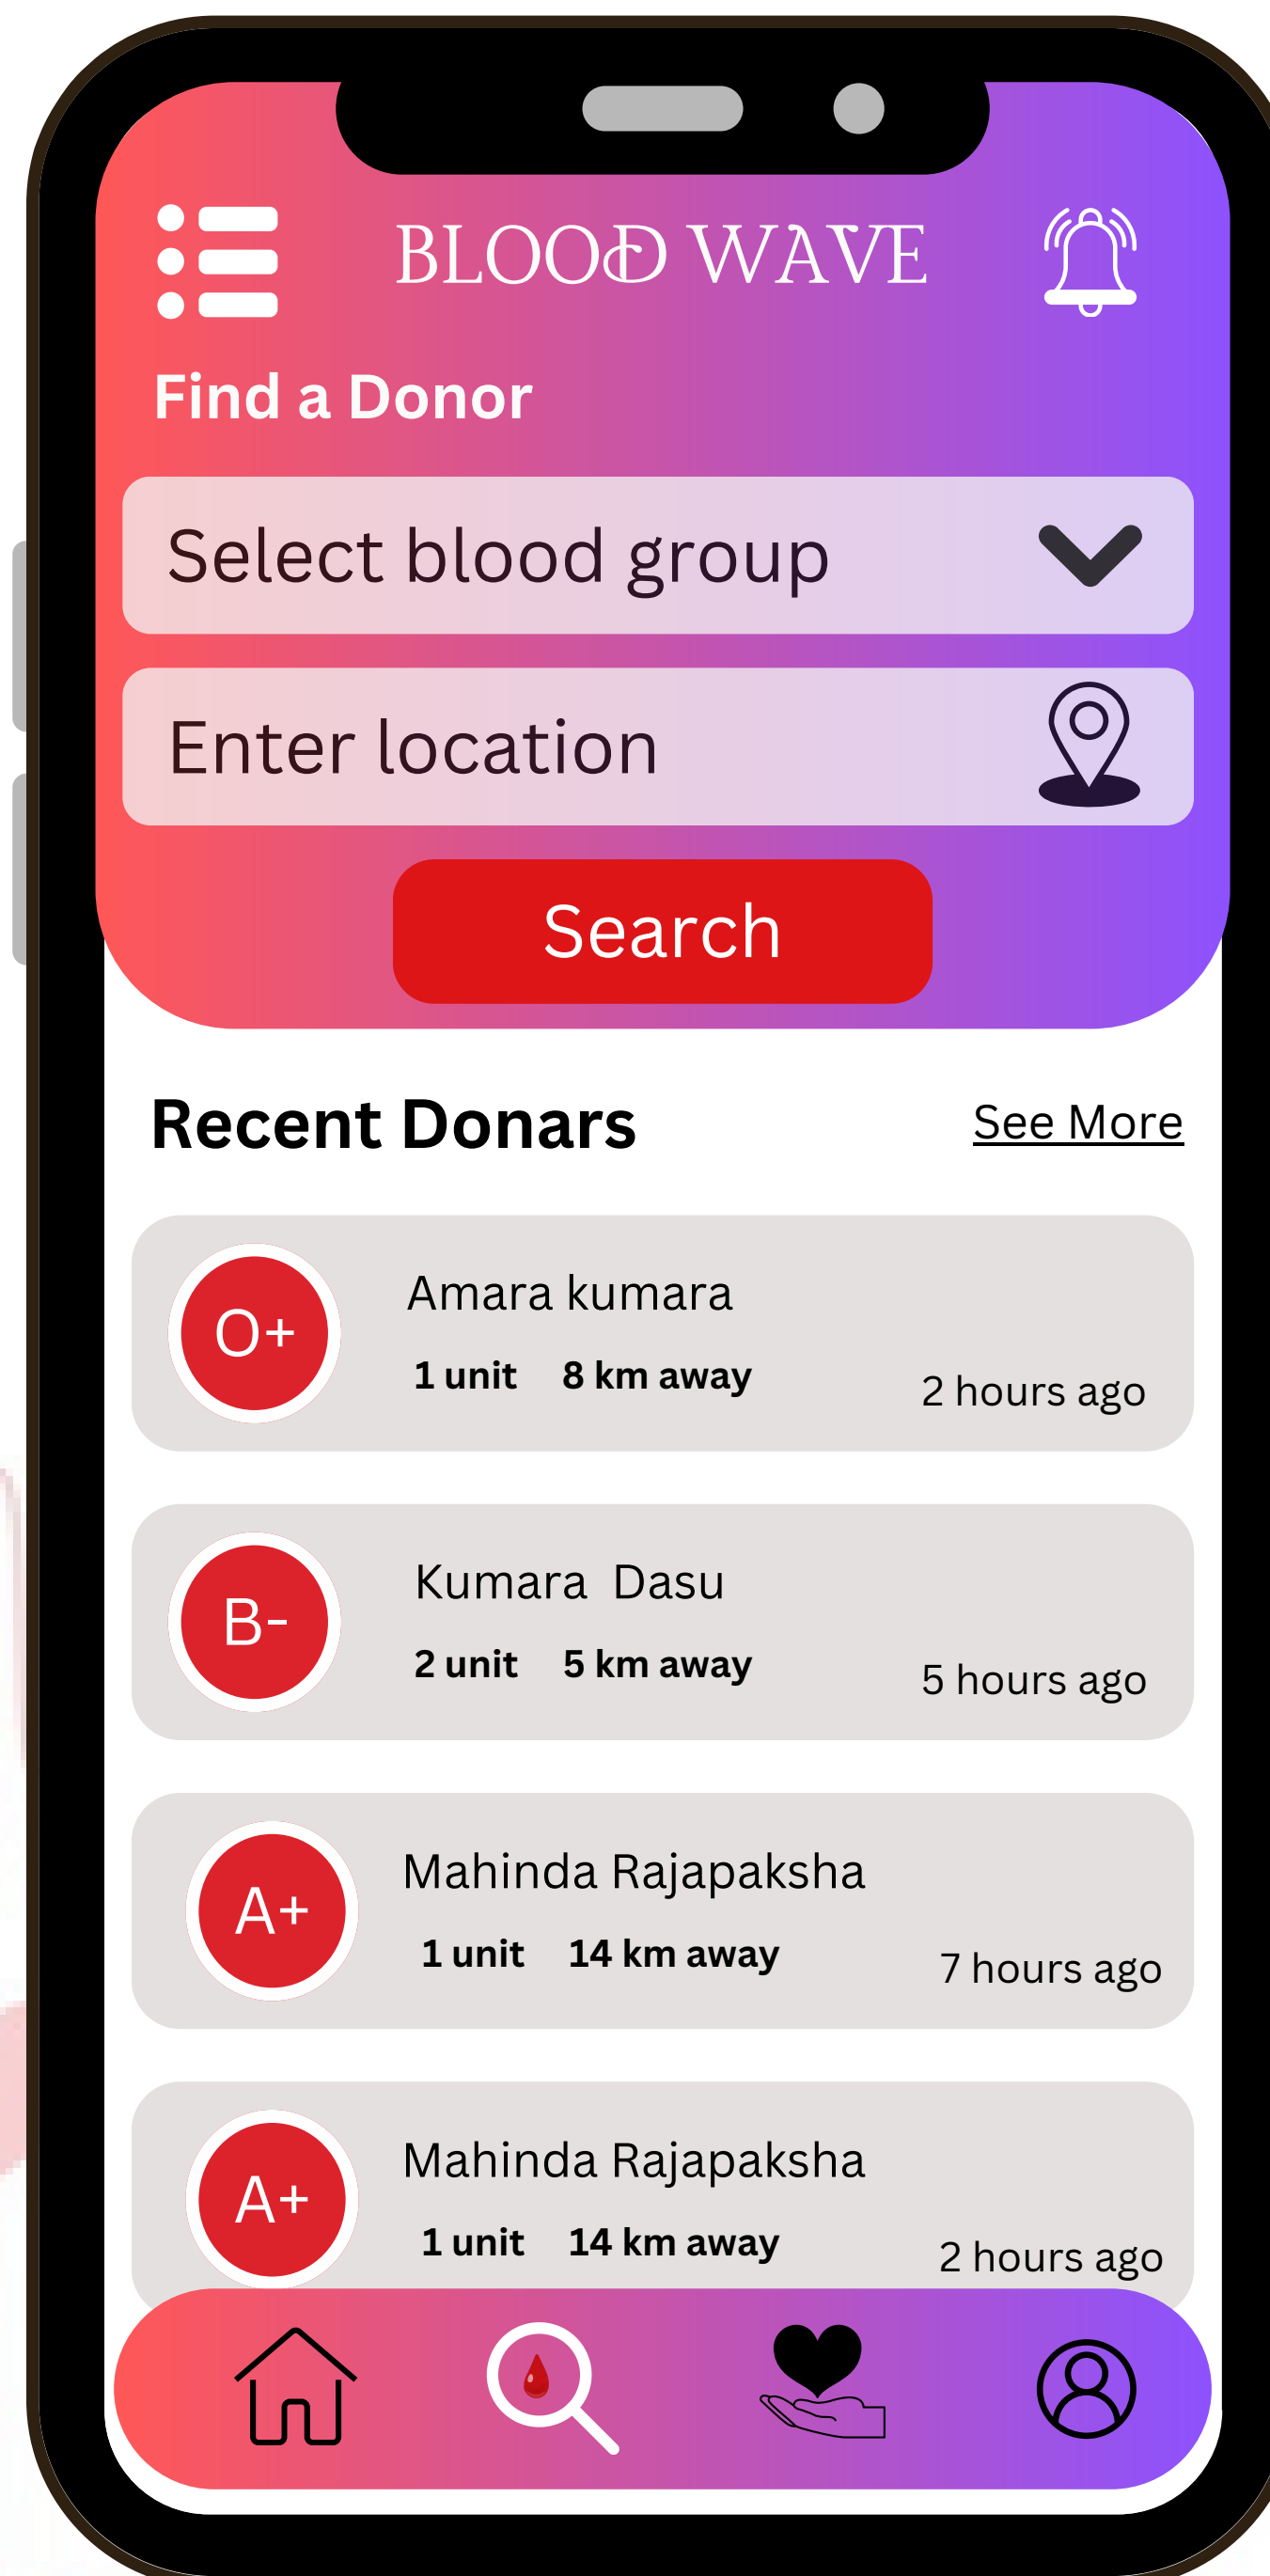 BLOOD WAVE
Find a Donor
Select blood group
Enter location
Search
Recent Donars
See More
O+
Amara kumara
1 unit 8 km away
2 hours ago
B-
Kumara Dasu
2 unit 5 km away
5 hours ago
A+
Mahinda Rajapaksha
1 unit 14 km away
7 hours ago
A+
Mahinda Rajapaksha
1 unit 14 km away
2 hours ago